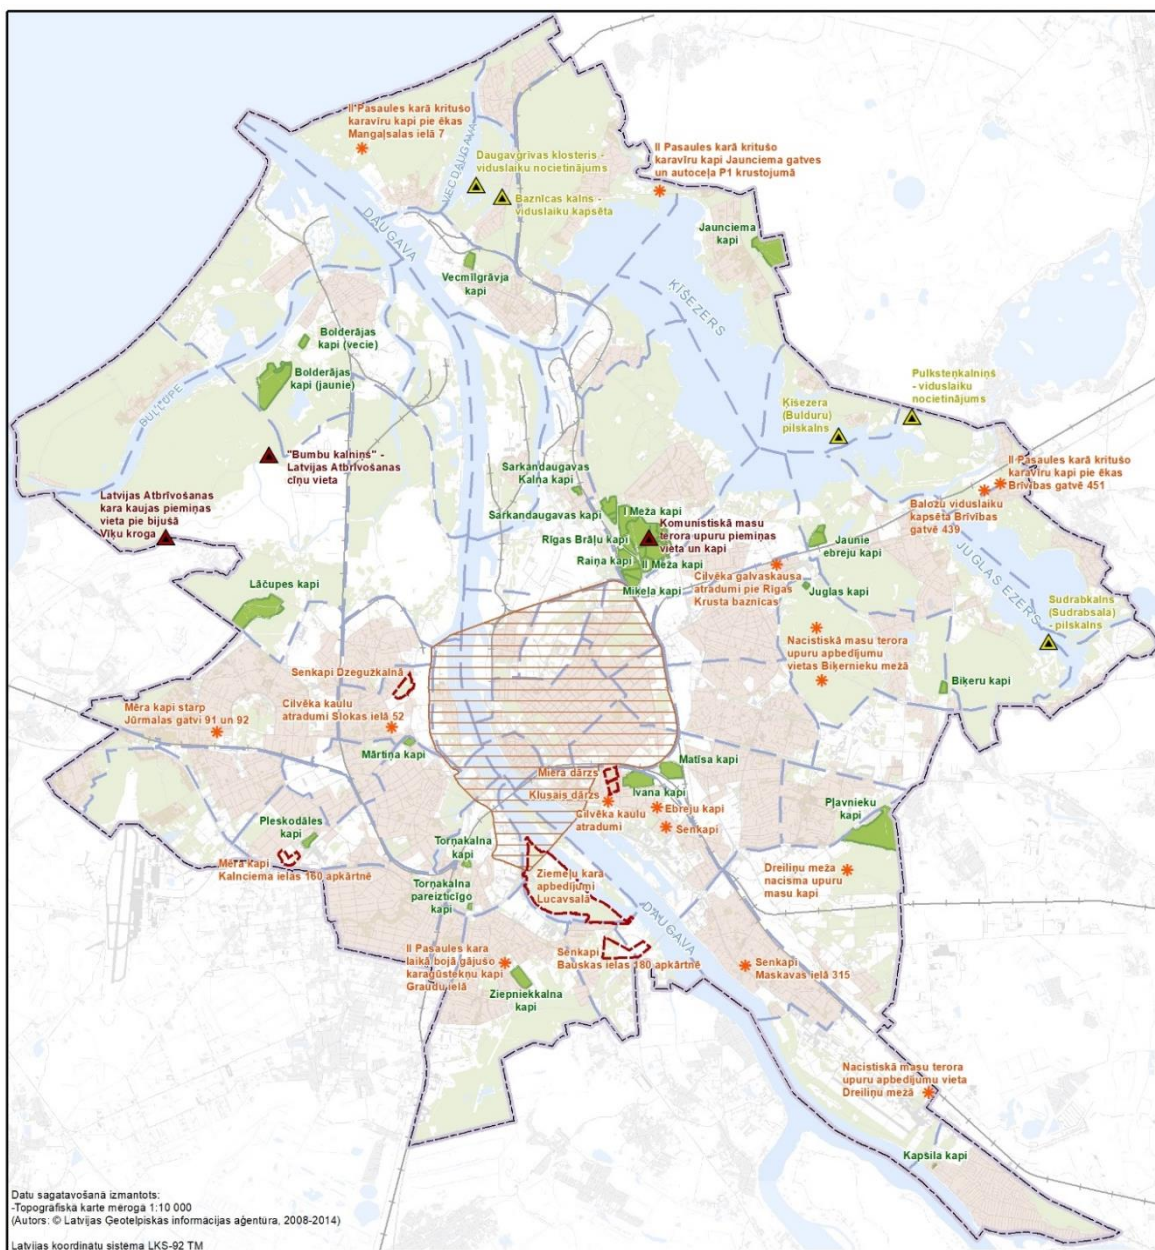 II Pasaules karā kritušo
karavīru kapi pie ēkas
Mangaļsalas ielā 7
Daugavgrīvas klosteris -
viduslaiku nocietinājums
Baznīcas kalns -
viduslaiku kapsēta
II Pasaules karā kritušo
karavīru kapi Jaunciema gatves
un autoceļa P1 krustojumā
VECDAUGAVA
DAUGAVA
Jaunciema
kapi
Vecmīlgrāvja
kapi
ĶĪŠEZERS
Bolderājas
kapi (vecie)
Bolderājas
kapi (jaunie)
BUĻĻUPE
Pulksteņkalniņš
- viduslaiku
nocietinājums
Ķīšezera
(Bulduru)
pilskalns
"Bumbu kalniņš" -
Latvijas Atbrīvošanas
cīņu vieta
II Pasaules karā kritušo
karavīru kapi pie ēkas
Brīvības gatvē 451
Sarkandaugavas
Kalna kapi
Latvijas Atbrīvošanas
kara kaujas piemiņas
vieta pie bijušā
Vīķu kroga
Baložu viduslaiku
kapsēta Brīvības
gatvē 439
Sarkandaugavas kapi
I Meža kapi
Komunistiskā masu
terora upuru piemiņas
vieta un kapi
Rīgas Brāļu kapi
Jaunie
ebreju kapi
JUGLAS EZERS
Raiņa kapi
II Meža kapi
Cilvēka galvaskausa
atradumi pie Rīgas
Krusta baznīcas
Lāčupes kapi
Miķeļa kapi
Juglas kapi
Sudrabkalns
(Sudrabsala)
- pilskalns
Nacistiskā masu terora
upuru apbedījumu
vietas Biķernieku mežā
Senkapi Dzegužkalnā
Biķeru kapi
Mēra kapi starp
Jūrmalas gatvi 91 un 92
Cilvēka kaulu
atradumi Slokas ielā 52
Mārtiņa kapi
Matīsa kapi
Miera dārzs
Klusais dārzs
Ivana kapi
Ebreju kapi
Cilvēka kaulu
atradumi
Senkapi
Pļavnieku
kapi
Pleskodāles
kapi
Torņakalna
kapi
Mēra kapi
Kalnciema ielas 160 apkārtnē
Ziemeļu kara
apbedījumi
Lucavsalā
Dreiliņu meža
nacisma upuru
masu kapi
Torņakalna
pareizticīgo
kapi
DAUGAVA
II Pasaules kara
laikā bojā gājušo
karagūstekņu kapi
Graudu ielā
Senkapi
Bauskas ielas 180 apkārtnē
Senkapi
Maskavas ielā 315
Ziepniekkalna
kapi
Nacistiskā masu terora
upuru apbedījumu vieta
Dreiliņu mežā
Kapsila kapi
Datu sagatavošanā izmantots:
-Topogrāfiskā karte mērogā 1:10 000
(Autors: © Latvijas Ģeotelpiskās informācijas aģentūra, 2008-2014)
Latvijas koordinātu sistēma LKS-92 TM